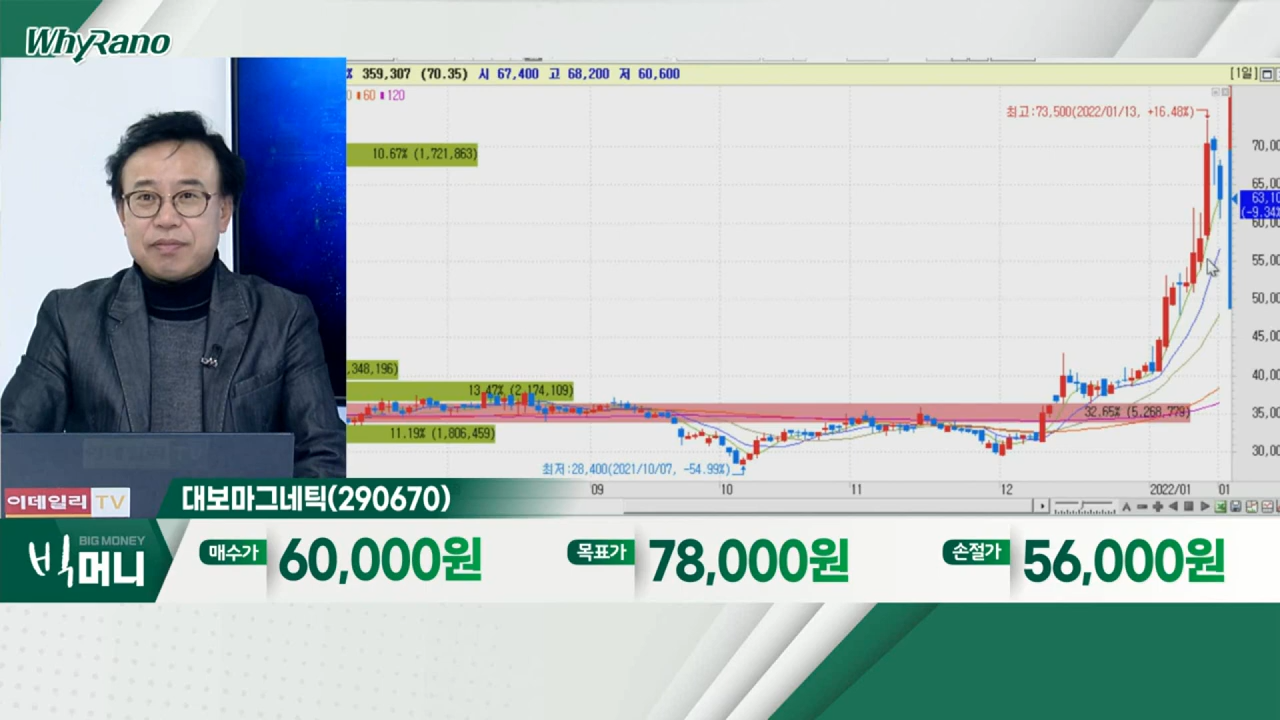 WhyRano
% 359,307 (70.35) 시 67,400 고 68,200 저 60,600
[1일]
0 60 120
최고:73,500(2022/01/13, +16.48%)
10.67% (1,721,863)
70,00
65,00
63,10
(-9.34%
60,00
55,00
50,00
45,00
40,00
,348,196)
13.47% (2,174,109)
32.65% (5,268,779)
35,00
11.19% (1,806,459)
30,00
최저:28,400(2021/10/07, -54.99%)
09 10 11 12 2022/01 01
이데일리 TV
대보마그네틱(290670)
BIG MONEY
빅머니
매수가 60,000원 목표가 78,000원 손절가 56,000원